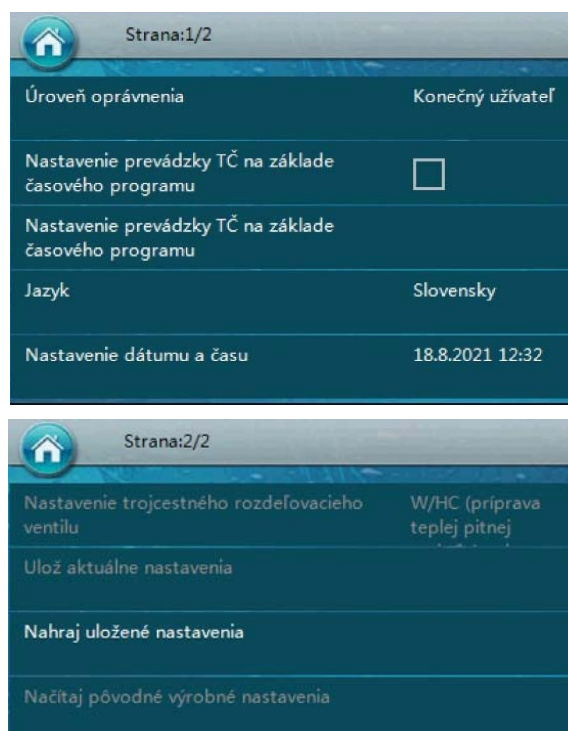 Strana:1/2
Úroveň oprávnenia Konečný užívateľ
Nastavenie prevádzky TČ na základe
časového programu
Nastavenie prevádzky TČ na základe
časového programu
Jazyk Slovensky
Nastavenie dátumu a času 18.8.2021 12:32
Strana:2/2
Nastavenie trojcestného rozdeľovacieho W/HC (príprava
ventilu teplej pitnej
Ulož aktuálne nastavenia
Nahraj uložené nastavenia
Načítaj pôvodné výrobné nastavenia